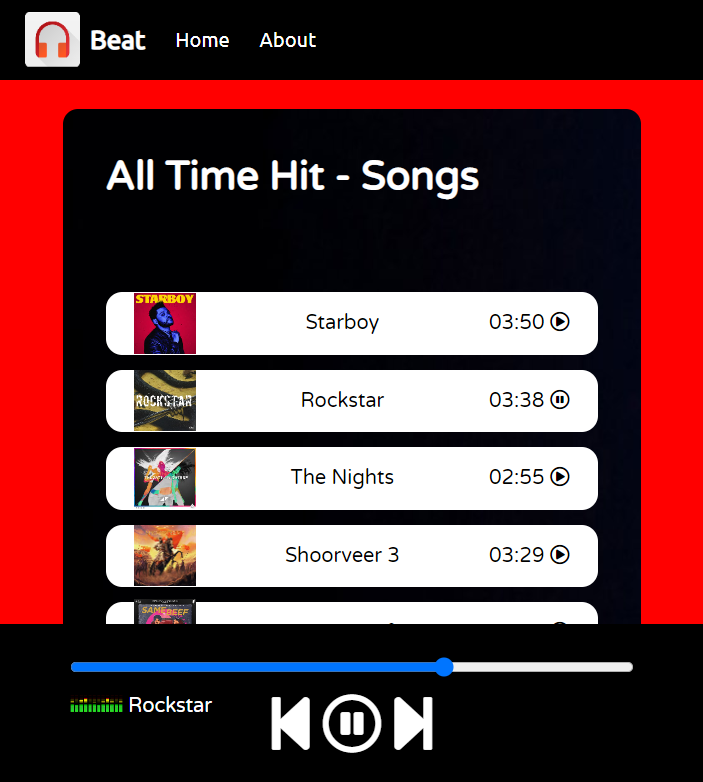 Beat Home About
All Time Hit - Songs
STARBOY
Starboy 03:50
ROCKSTAR
Rockstar 03:38
The Nights 02:55
Shoorveer 3 03:29
SAMEBEEF
Rockstar